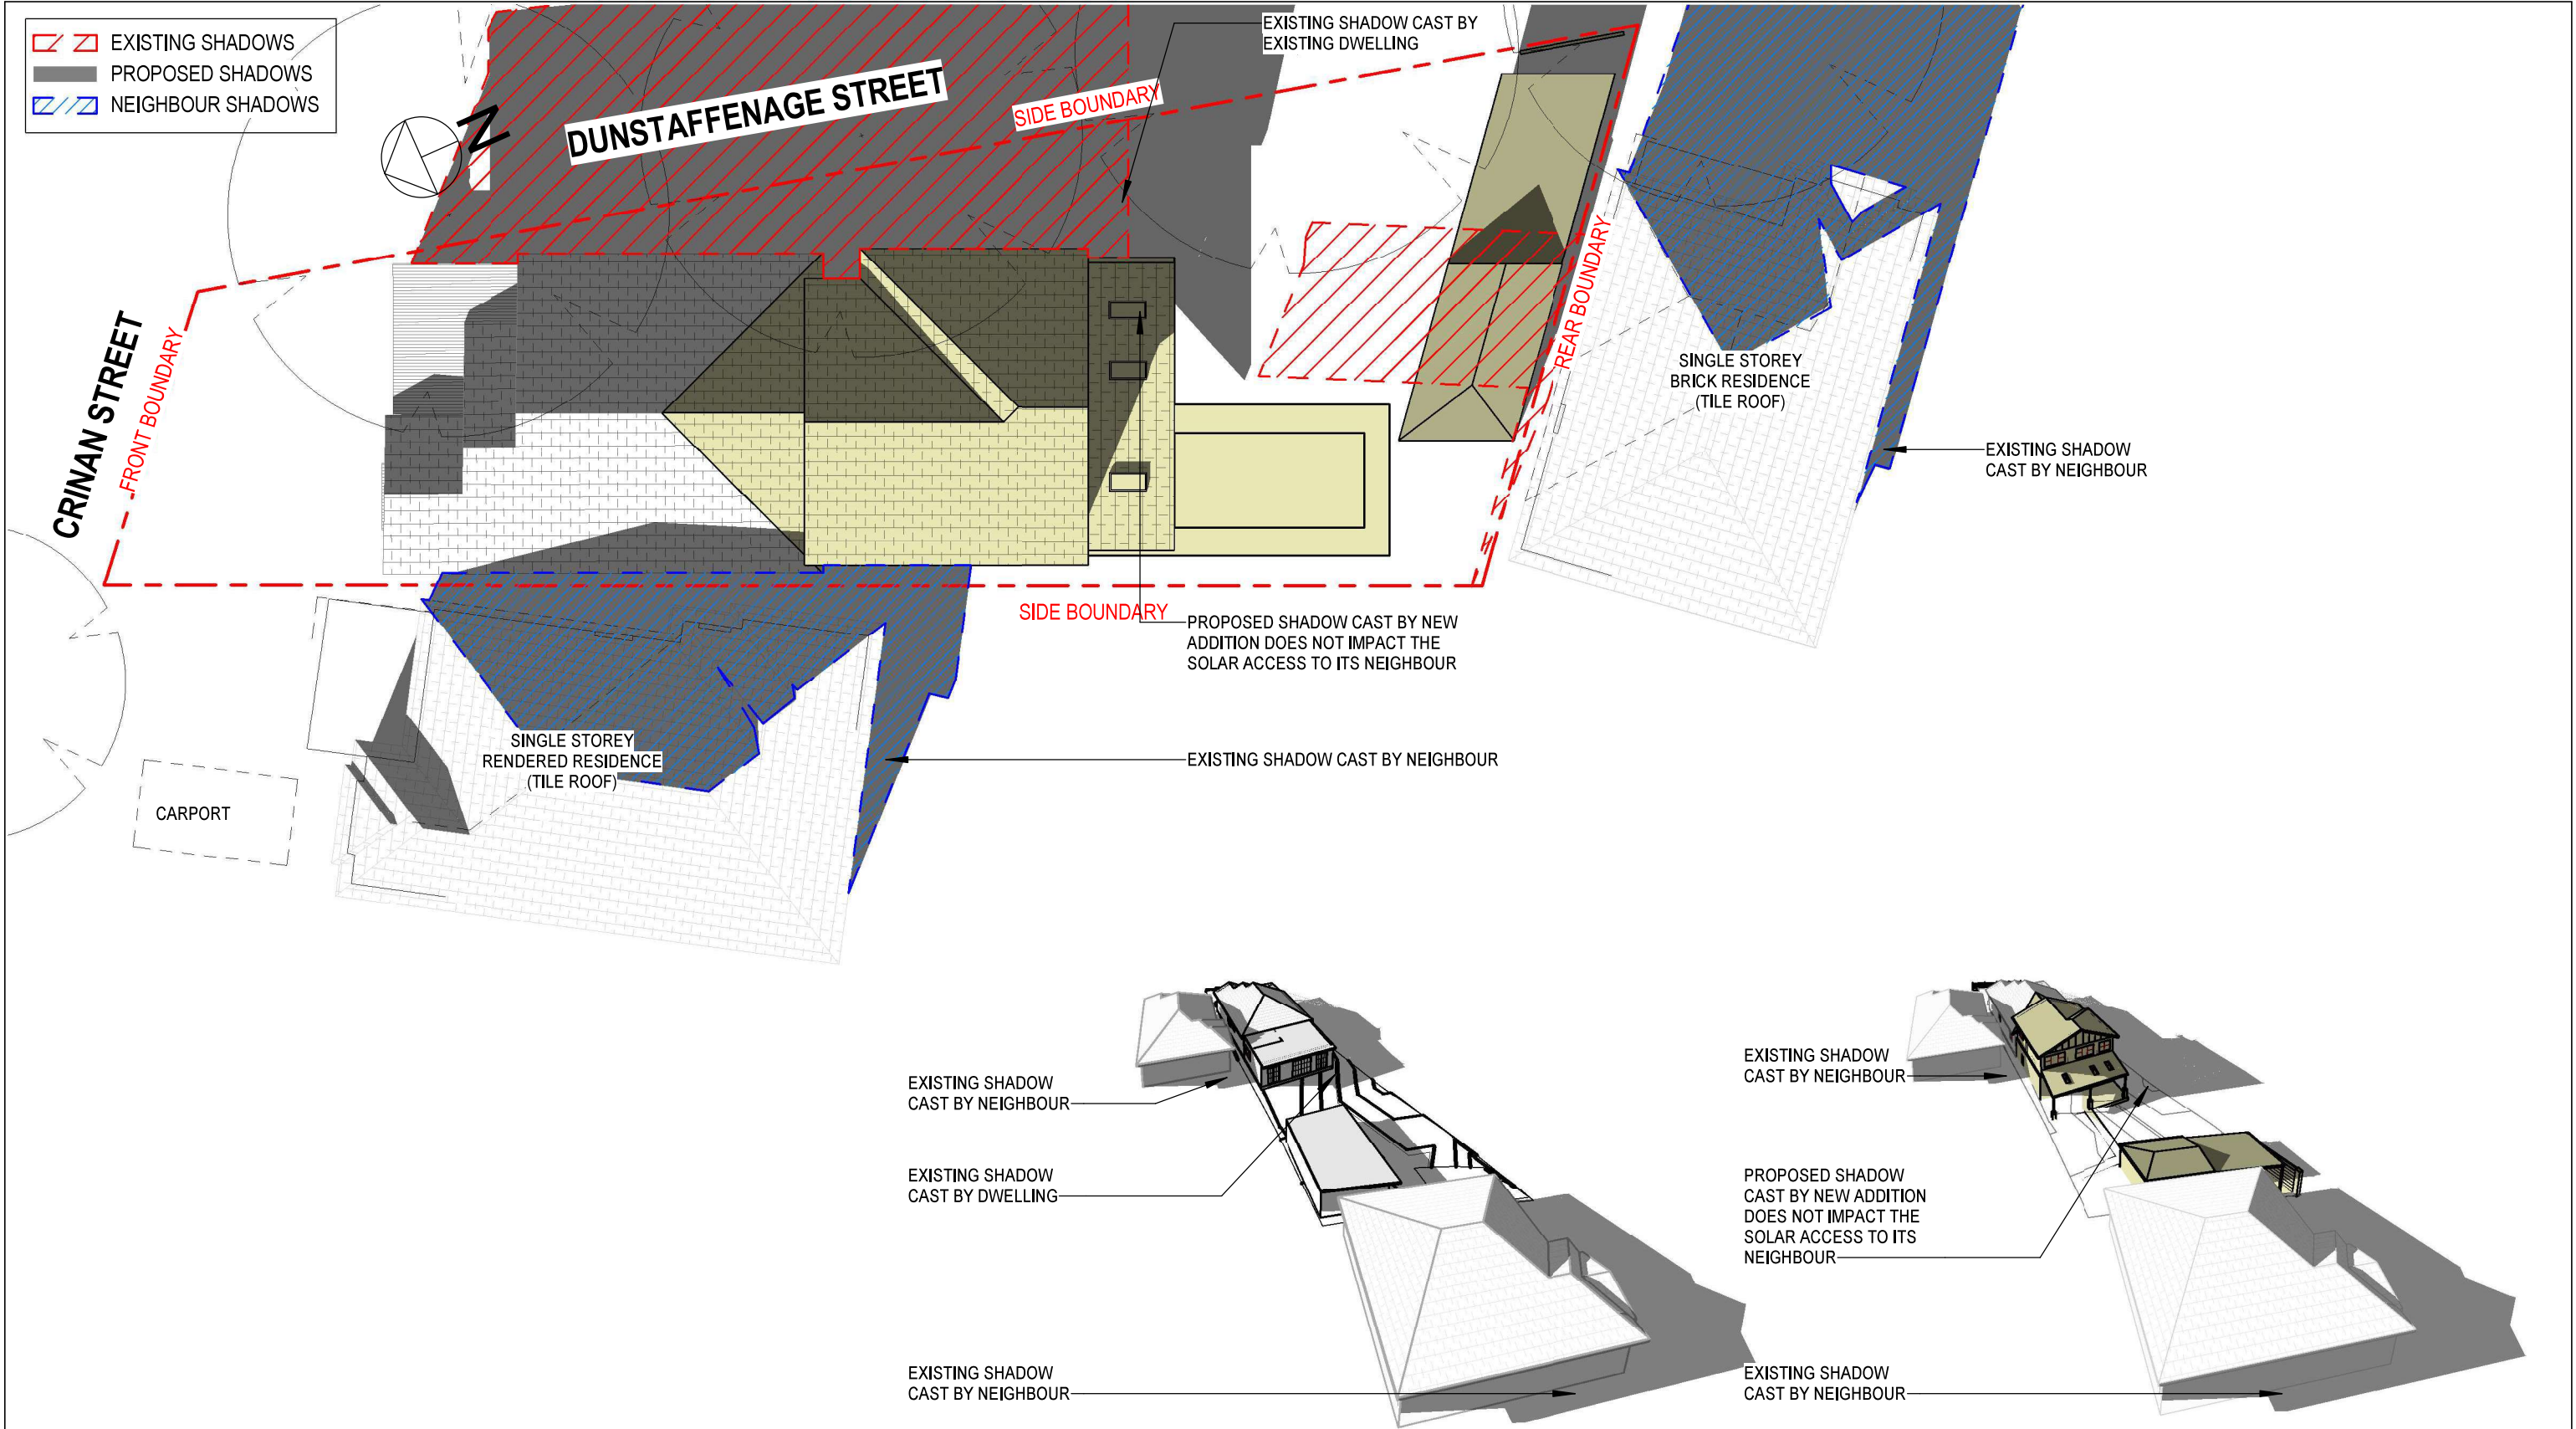 EXISTING SHADOWS
PROPOSED SHADOWS
NEIGHBOUR SHADOWS
N
DUNSTAFFENAGE STREET
SIDE BOUNDARY
EXISTING SHADOW CAST BY
EXISTING DWELLING
CRINAN STREET
FRONT BOUNDARY
REAR BOUNDARY
SINGLE STOREY
BRICK RESIDENCE
(TILE ROOF)
EXISTING SHADOW
CAST BY NEIGHBOUR
SIDE BOUNDARY
PROPOSED SHADOW CAST BY NEW
ADDITION DOES NOT IMPACT THE
SOLAR ACCESS TO ITS NEIGHBOUR
SINGLE STOREY
RENDERED RESIDENCE
(TILE ROOF)
EXISTING SHADOW CAST BY NEIGHBOUR
CARPORT
EXISTING SHADOW
CAST BY NEIGHBOUR
EXISTING SHADOW
CAST BY DWELLING
EXISTING SHADOW
CAST BY NEIGHBOUR
EXISTING SHADOW
CAST BY NEIGHBOUR
PROPOSED SHADOW
CAST BY NEW ADDITION
DOES NOT IMPACT THE
SOLAR ACCESS TO ITS
NEIGHBOUR
EXISTING SHADOW
CAST BY NEIGHBOUR